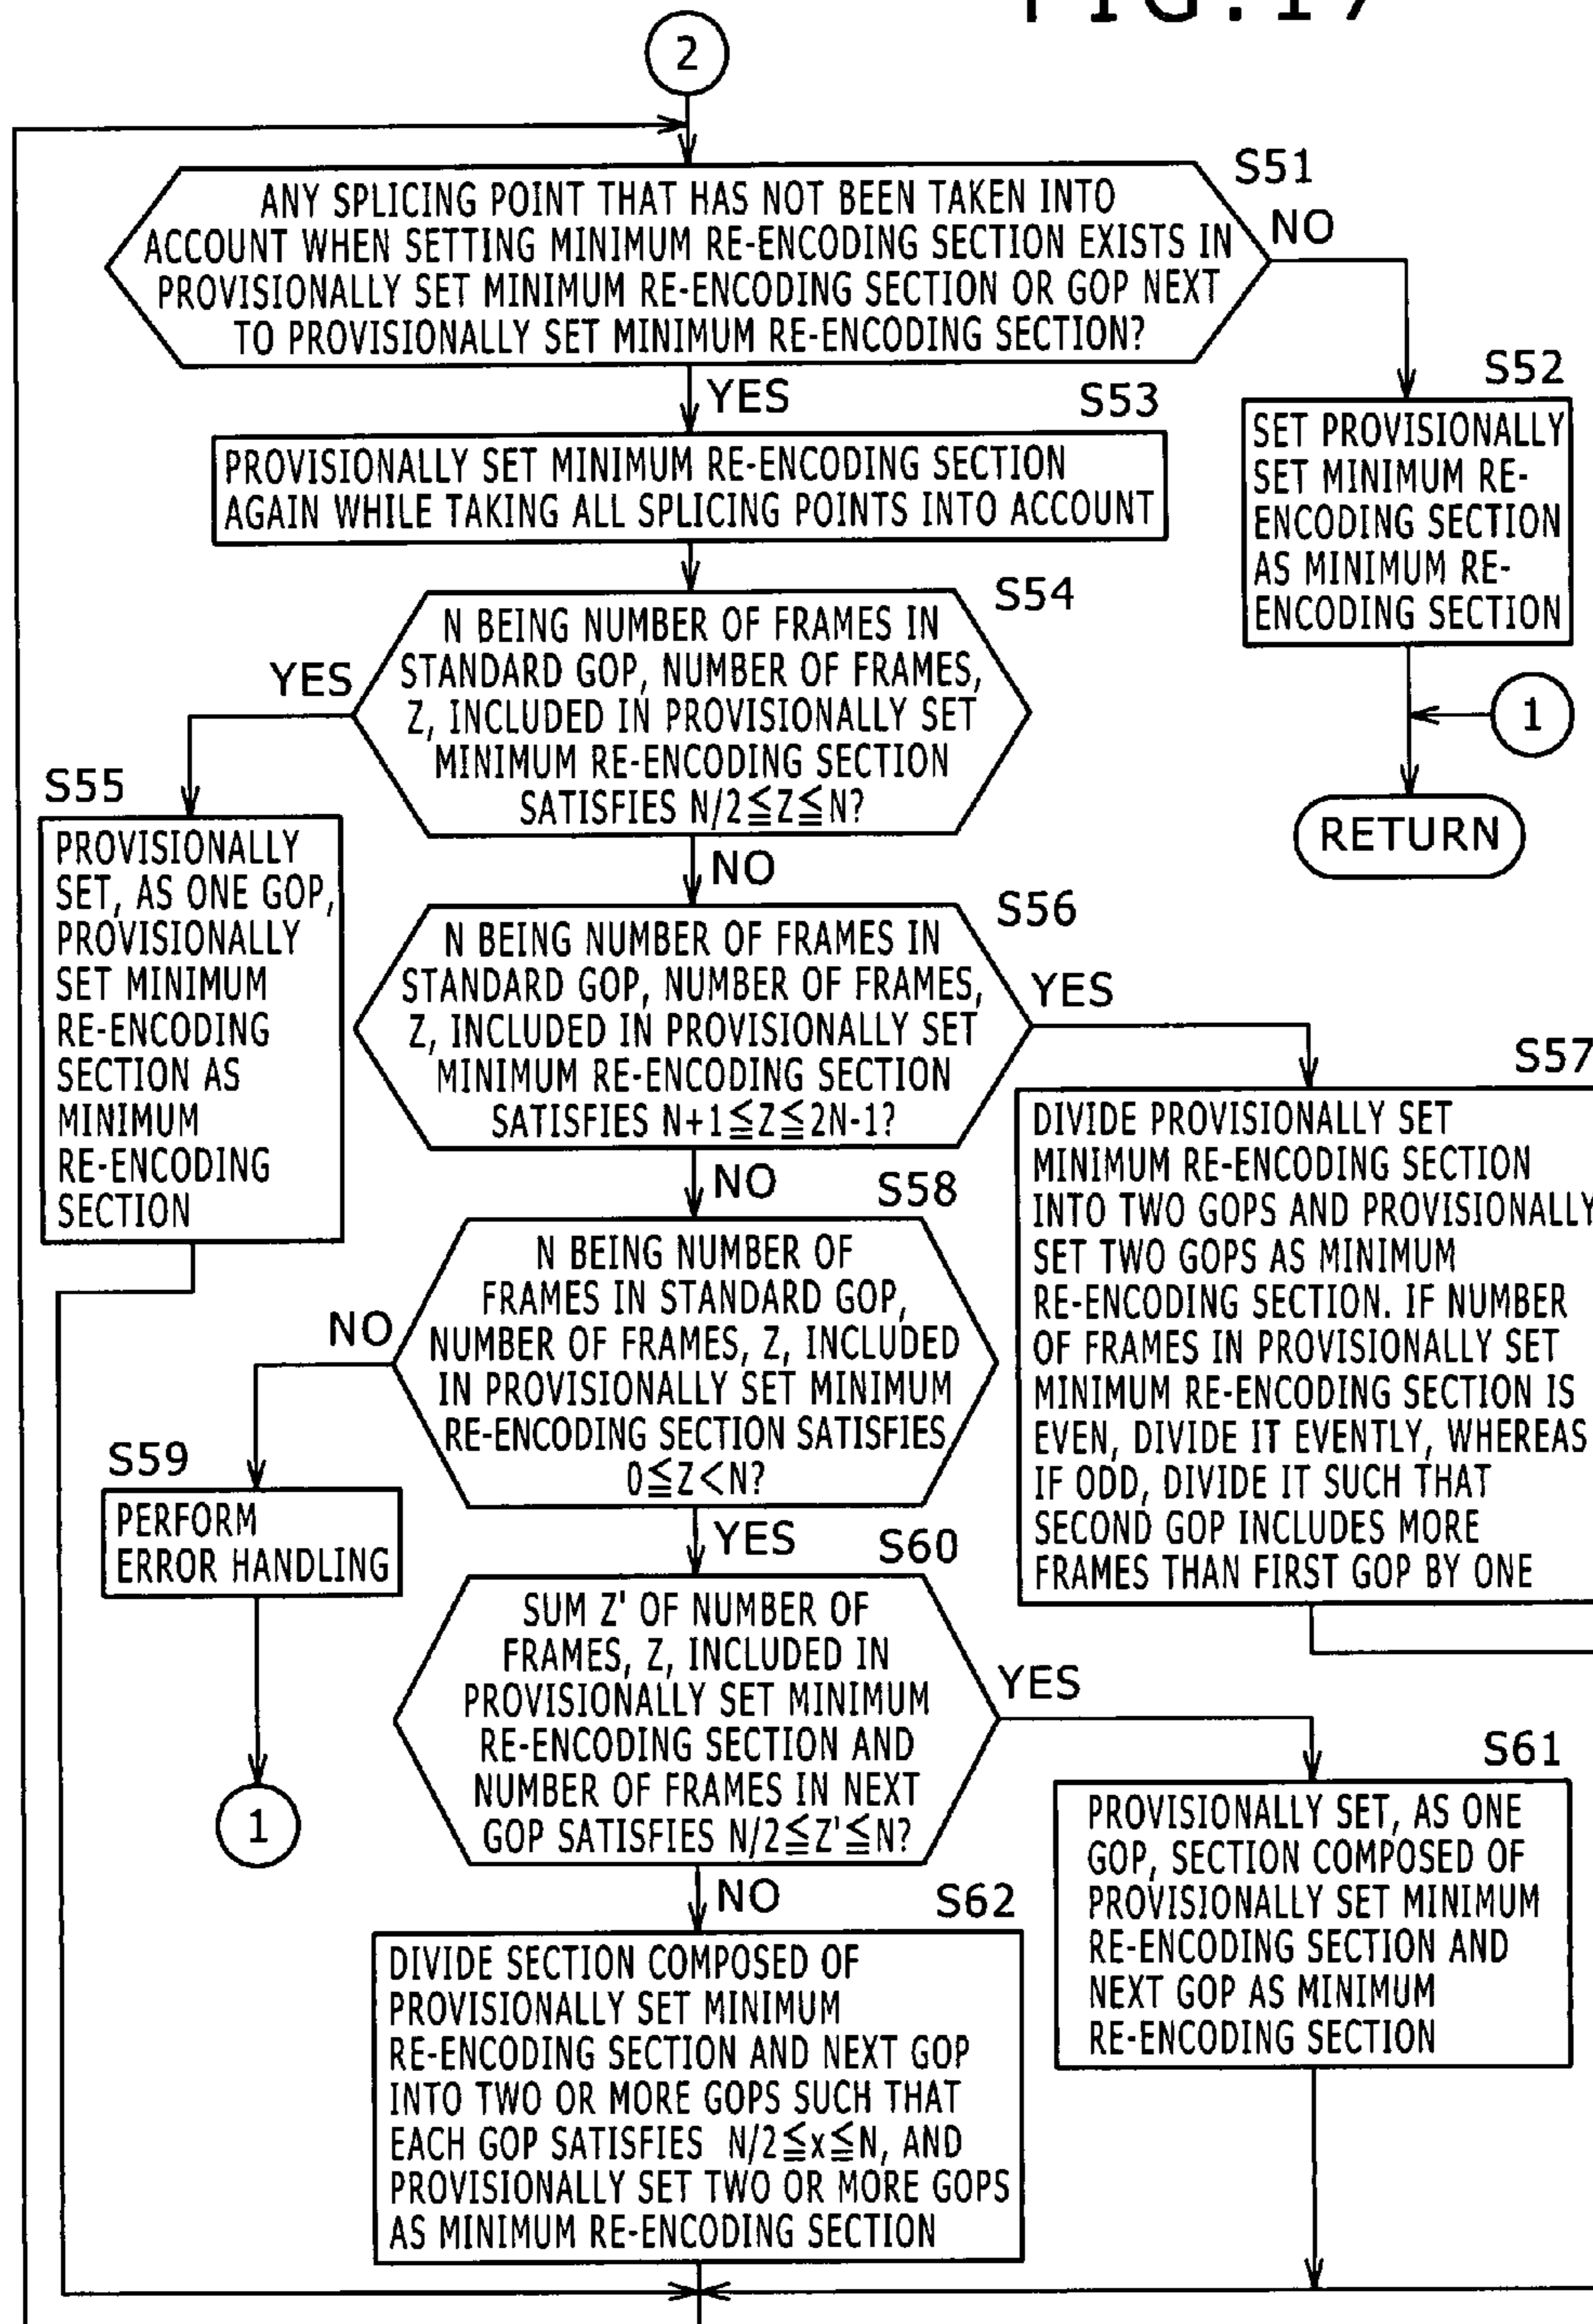 FIG.17
2
S51
ANY SPLICING POINT THAT HAS NOT BEEN TAKEN INTO
ACCOUNT WHEN SETTING MINIMUM RE-ENCODING SECTION EXISTS IN
PROVISIONALLY SET MINIMUM RE-ENCODING SECTION OR GOP NEXT
TO PROVISIONALLY SET MINIMUM RE-ENCODING SECTION?
NO
YES
S52
SET PROVISIONALLY
SET MINIMUM RE-
ENCODING SECTION
AS MINIMUM RE-
ENCODING SECTION
1
RETURN
S53
PROVISIONALLY SET MINIMUM RE-ENCODING SECTION
AGAIN WHILE TAKING ALL SPLICING POINTS INTO ACCOUNT
S54
N BEING NUMBER OF FRAMES IN
STANDARD GOP, NUMBER OF FRAMES,
Z, INCLUDED IN PROVISIONALLY SET
MINIMUM RE-ENCODING SECTION
SATISFIES N/2≦Z≦N?
YES
NO
S55
PROVISIONALLY
SET, AS ONE GOP,
PROVISIONALLY
SET MINIMUM
RE-ENCODING
SECTION AS
MINIMUM
RE-ENCODING
SECTION
S56
N BEING NUMBER OF FRAMES IN
STANDARD GOP, NUMBER OF FRAMES,
Z, INCLUDED IN PROVISIONALLY SET
MINIMUM RE-ENCODING SECTION
SATISFIES N+1≦Z≦2N-1?
YES
NO
S57
DIVIDE PROVISIONALLY SET
MINIMUM RE-ENCODING SECTION
INTO TWO GOPS AND PROVISIONALLY
SET TWO GOPS AS MINIMUM
RE-ENCODING SECTION. IF NUMBER
OF FRAMES IN PROVISIONALLY SET
MINIMUM RE-ENCODING SECTION IS
EVEN, DIVIDE IT EVENTLY, WHEREAS
IF ODD, DIVIDE IT SUCH THAT
SECOND GOP INCLUDES MORE
FRAMES THAN FIRST GOP BY ONE
S58
N BEING NUMBER OF
FRAMES IN STANDARD GOP,
NUMBER OF FRAMES, Z, INCLUDED
IN PROVISIONALLY SET MINIMUM
RE-ENCODING SECTION SATISFIES
0≦Z<N?
NO
YES
S59
PERFORM
ERROR HANDLING
1
S60
SUM Z' OF NUMBER OF
FRAMES, Z, INCLUDED IN
PROVISIONALLY SET MINIMUM
RE-ENCODING SECTION AND
NUMBER OF FRAMES IN NEXT
GOP SATISFIES N/2≦Z'≦N?
YES
NO
S61
PROVISIONALLY SET, AS ONE
GOP, SECTION COMPOSED OF
PROVISIONALLY SET MINIMUM
RE-ENCODING SECTION AND
NEXT GOP AS MINIMUM
RE-ENCODING SECTION
S62
DIVIDE SECTION COMPOSED OF
PROVISIONALLY SET MINIMUM
RE-ENCODING SECTION AND NEXT GOP
INTO TWO OR MORE GOPS SUCH THAT
EACH GOP SATISFIES N/2≦x≦N, AND
PROVISIONALLY SET TWO OR MORE GOPS
AS MINIMUM RE-ENCODING SECTION